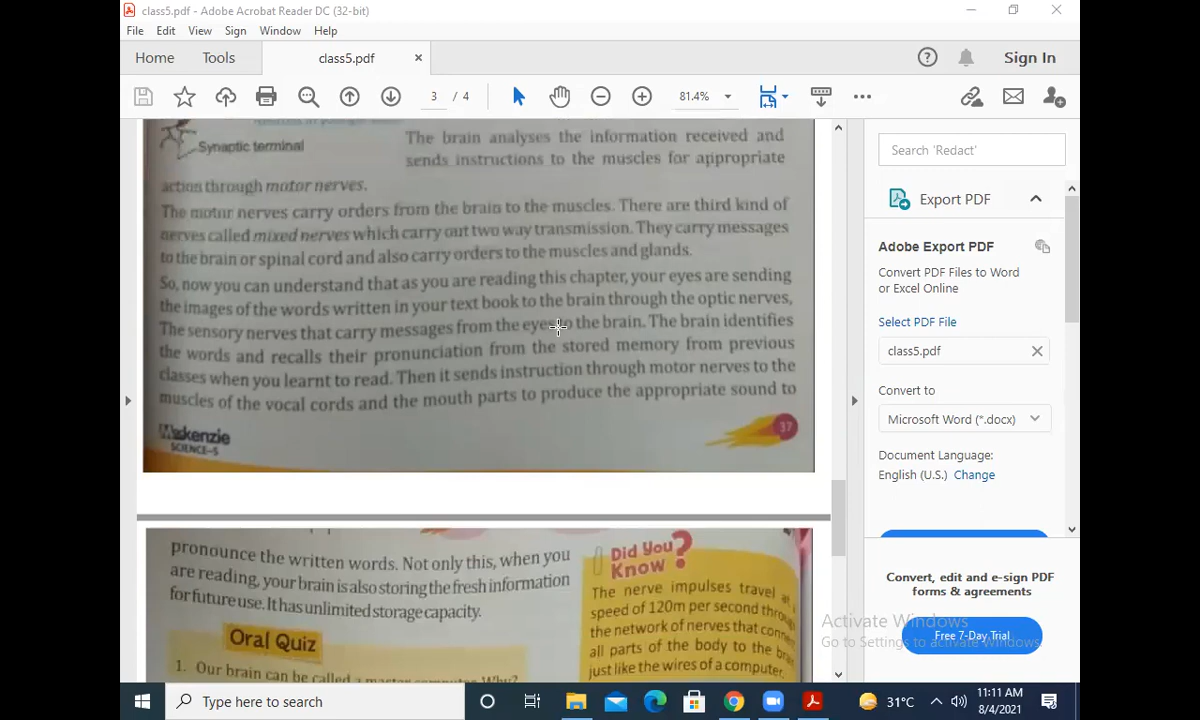 class5.pdf - Adobe Acrobat Reader DC (32-bit)
File Edit View Sign Window Help
Home Tools class5.pdf × Sign In
3 / 4 81.4%
Synaptic terminal
The brain analyses the information received and
sends instructions to the muscles for appropriate
action through motor nerves.
The motor nerves carry orders from the brain to the muscles. There are third kind of
nerves called mixed nerves which carry out two way transmission. They carry messages
to the brain or spinal cord and also carry orders to the muscles and glands.
So, now you can understand that as you are reading this chapter, your eyes are sending
the images of the words written in your text book to the brain through the optic nerves,
The sensory nerves that carry messages from the eyes to the brain. The brain identifies
the words and recalls their pronunciation from the stored memory from previous
classes when you learnt to read. Then it sends instruction through motor nerves to the
muscles of the vocal cords and the mouth parts to produce the appropriate sound to
37
SCIENCE-5
pronounce the written words. Not only this, when you
are reading, your brain is also storing the fresh information
for future use. It has unlimited storage capacity.
Oral Quiz
1. Our brain can be called a master computer. Why?
Did You
Know?
The nerve impulses travel at
speed of 120m per second
the network of nerves that
all parts of the body to the
just like the wires of a computer.
Search 'Redact'
Export PDF
Adobe Export PDF
Convert PDF Files to Word
or Excel Online
Select PDF File
class5.pdf
Convert to
Microsoft Word (*.docx)
Document Language:
English (U.S.) Change
Convert, edit and e-sign PDF
forms & agreements
Free 7-Day Trial
Activate Windows
Go to Settings to activate Windows.
Type here to search
31°C
11:11 AM
8/4/2021